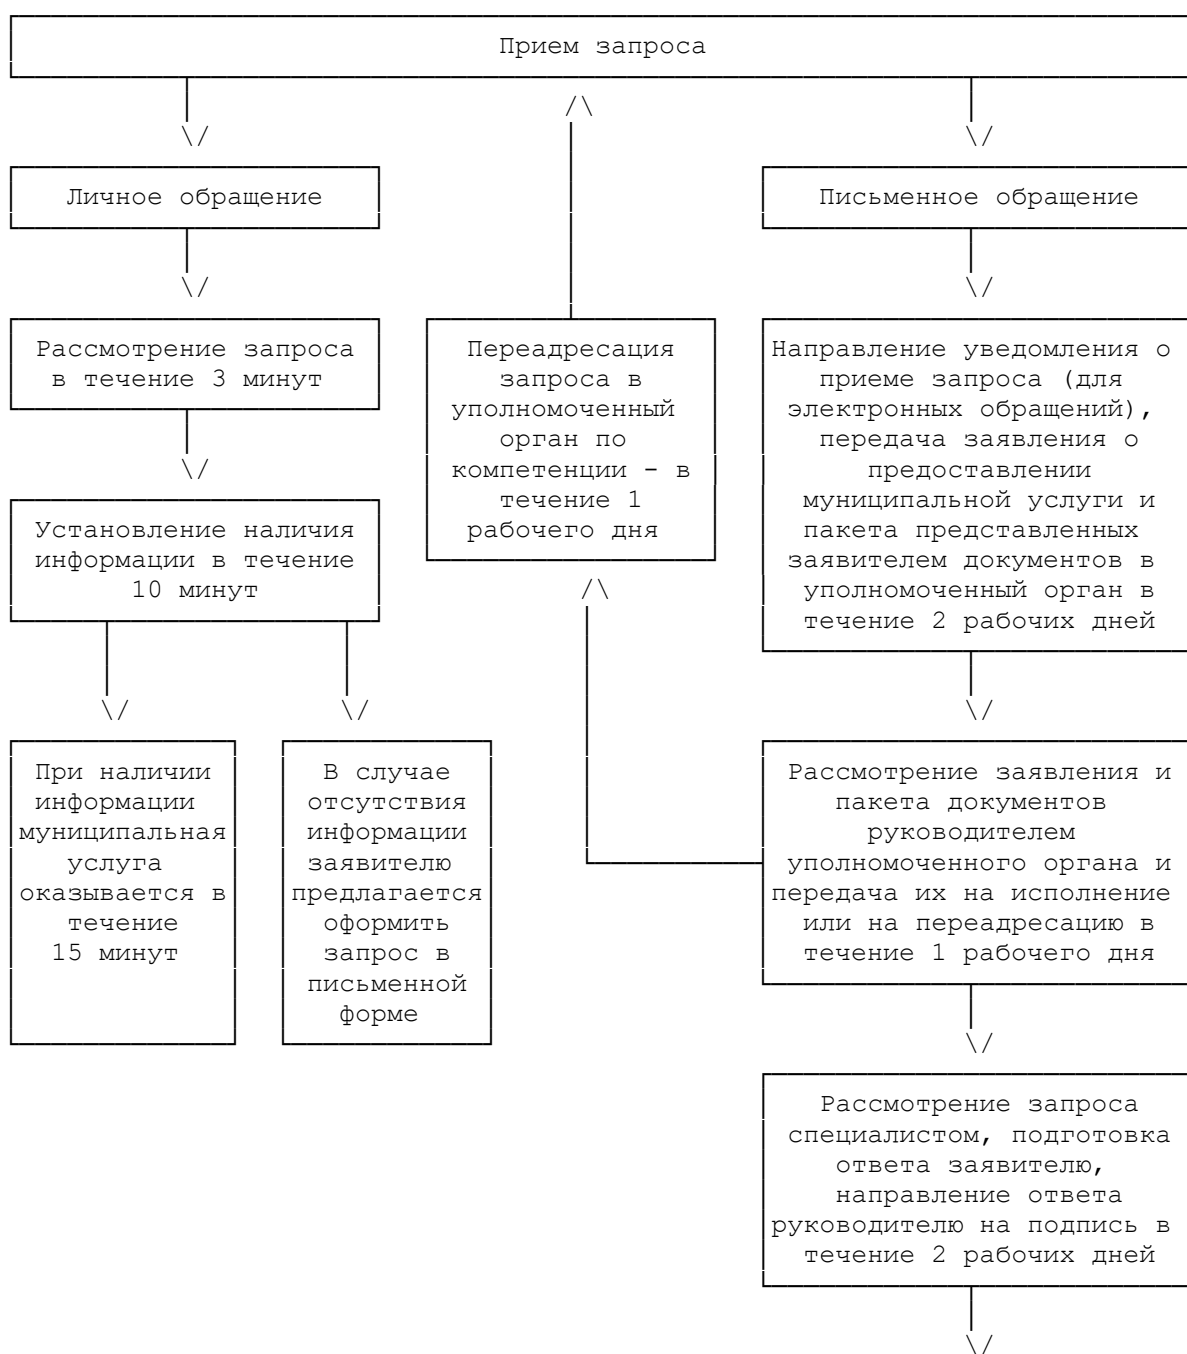 Прием запроса
Личное обращение
Письменное обращение
Рассмотрение запроса
в течение 3 минут
Переадресация
запроса в
уполномоченный
орган по
компетенции - в
течение 1
рабочего дня
Направление уведомления о
приеме запроса (для
электронных обращений),
передача заявления о
предоставлении
муниципальной услуги и
пакета представленных
заявителем документов в
уполномоченный орган в
течение 2 рабочих дней
Установление наличия
информации в течение
10 минут
При наличии
информации
муниципальная
услуга
оказывается в
течение
15 минут
В случае
отсутствия
информации
заявителю
предлагается
оформить
запрос в
письменной
форме
Рассмотрение заявления и
пакета документов
руководителем
уполномоченного органа и
передача их на исполнение
или на переадресацию в
течение 1 рабочего дня
Рассмотрение запроса
специалистом, подготовка
ответа заявителю,
направление ответа
руководителю на подпись в
течение 2 рабочих дней